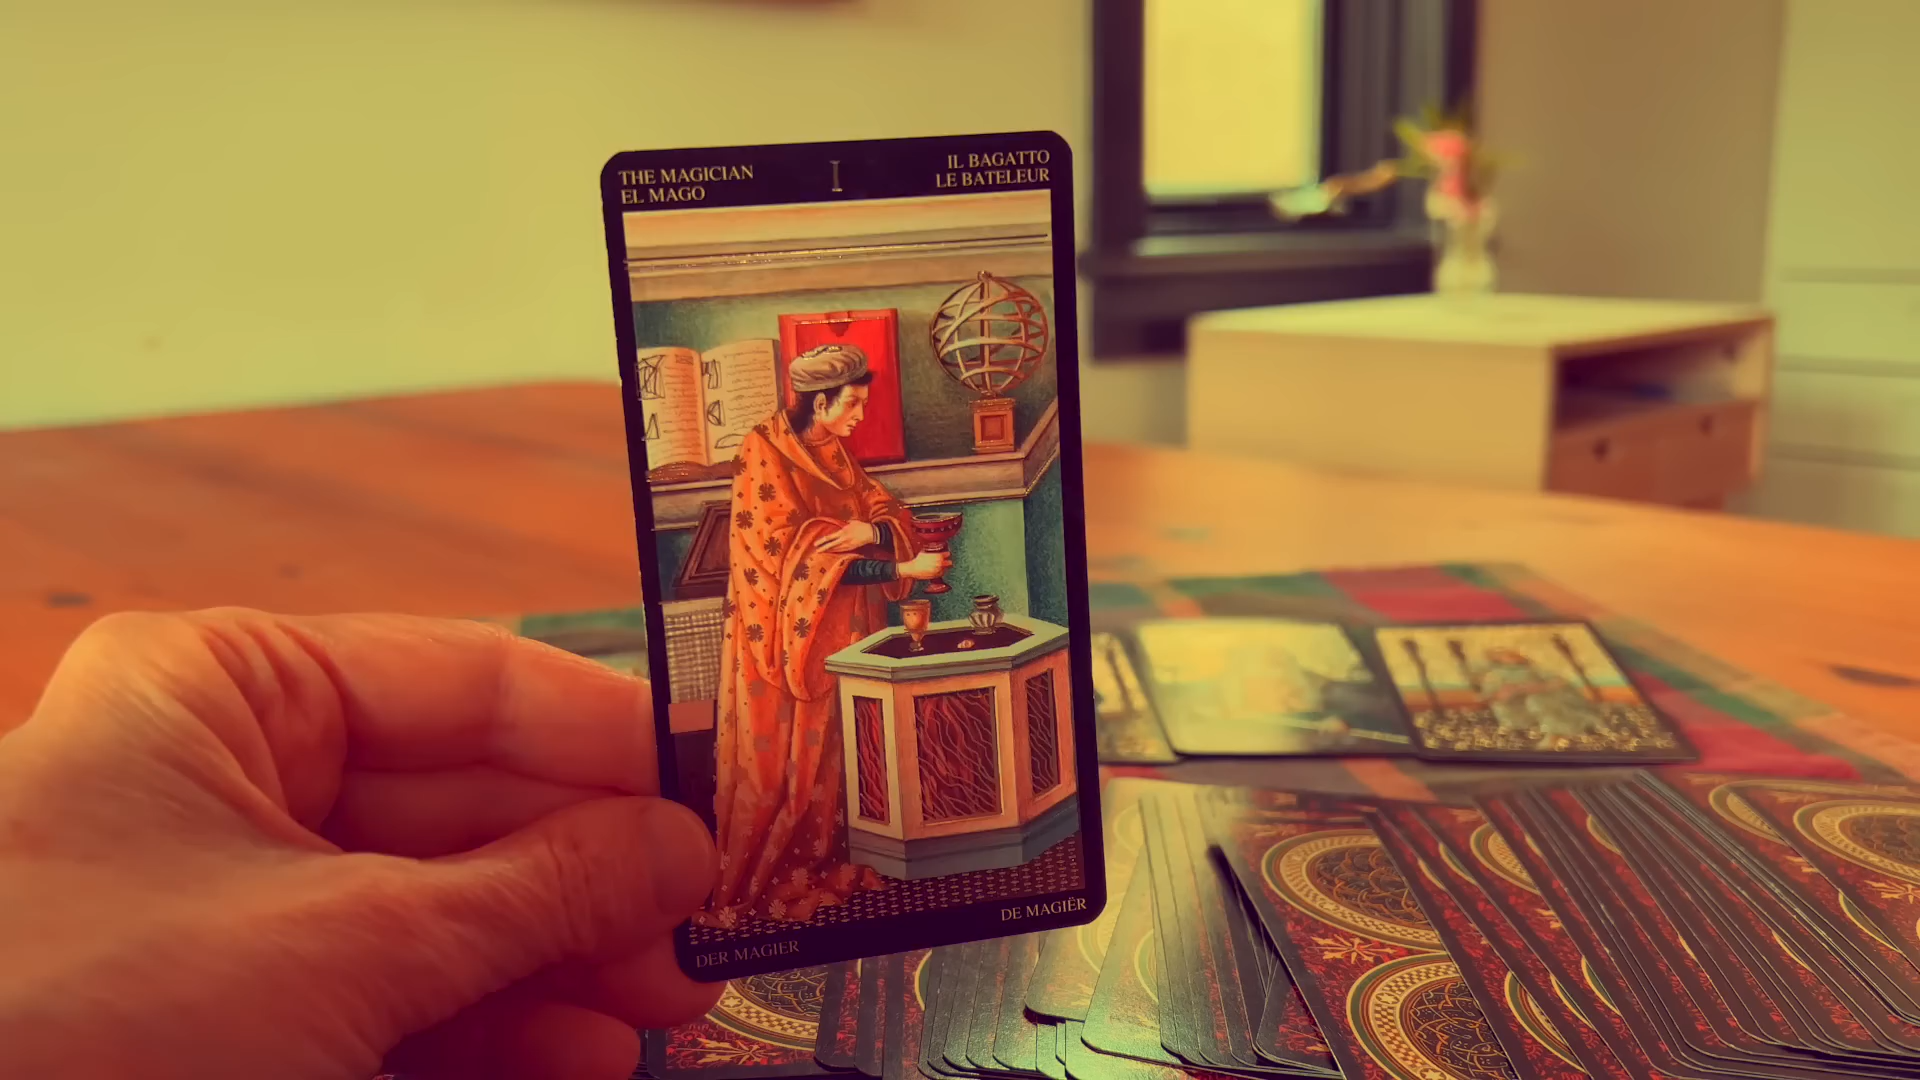 THE MAGICIAN
EL MAGO
I
IL BAGATTO
LE BATELEUR
DER MAGIER
DE MAGIËR